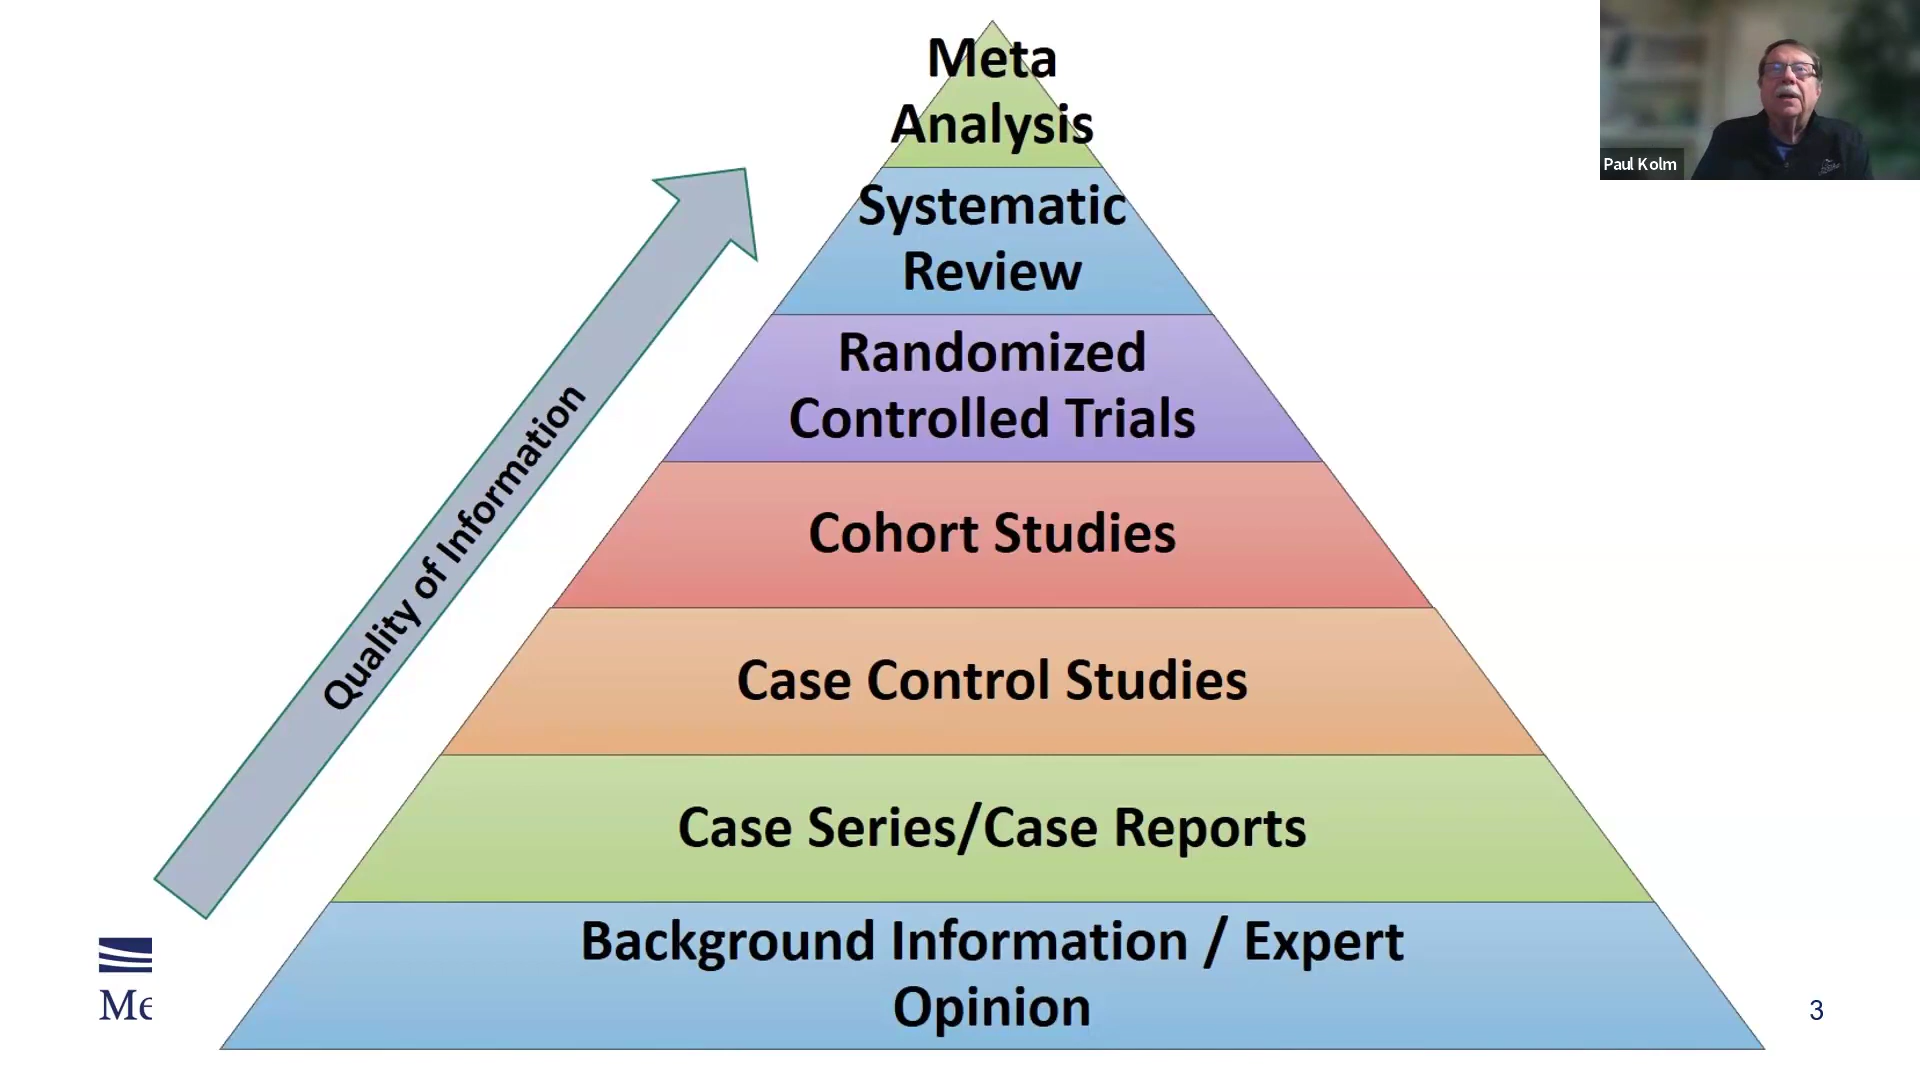 Meta
Analysis
Systematic
Review
Randomized
Controlled Trials
Cohort Studies
Case Control Studies
Case Series/Case Reports
Background Information / Expert
Opinion
Quality of Information
Paul Kolm
Me
3